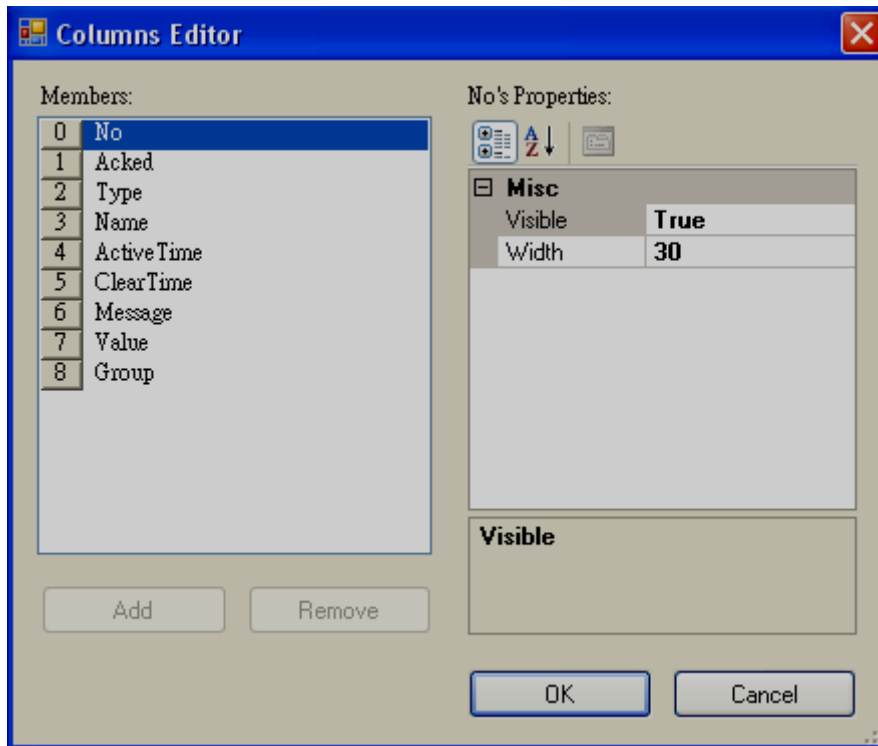 Columns Editor
Members:
0 No
1 Acked
2 Type
3 Name
4 ActiveTime
5 ClearTime
6 Message
7 Value
8 Group
Add Remove
No's Properties:
A
Z
Misc
Visible True
Width 30
Visible
OK Cancel